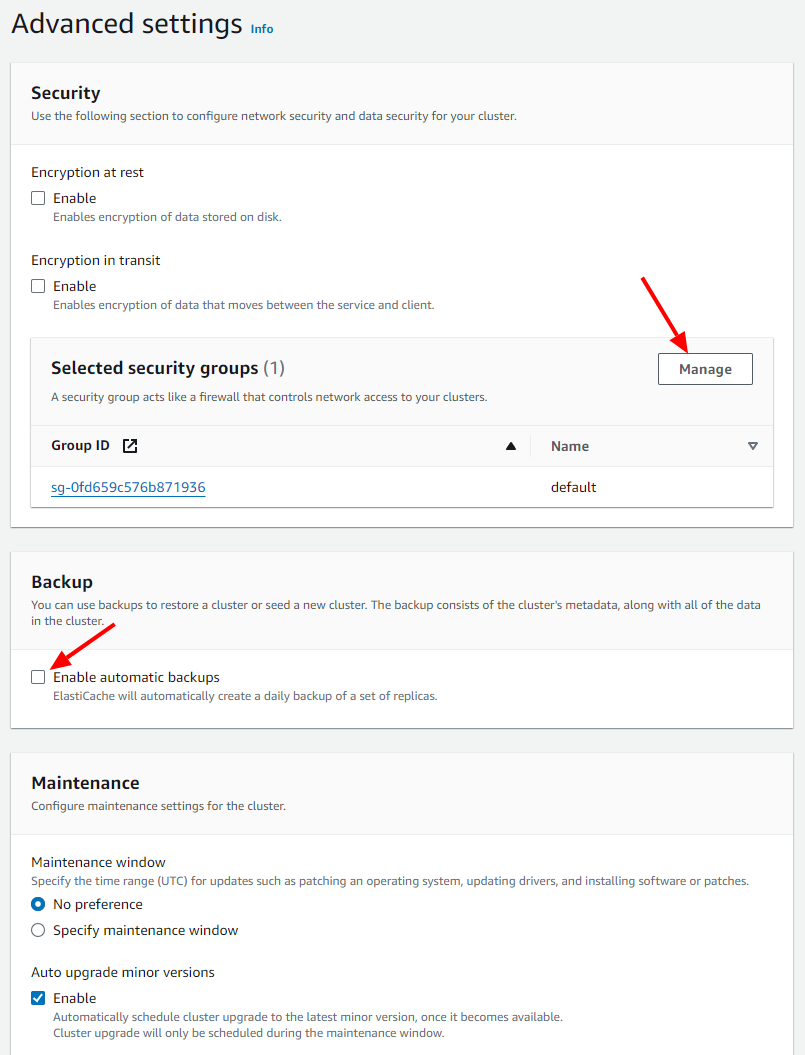 Advanced settings Info
Security
Use the following section to configure network security and data security for your cluster.
Encryption at rest
Enable
Enables encryption of data stored on disk.
Encryption in transit
Enable
Enables encryption of data that moves between the service and client.
Selected security groups (1)
Manage
A security group acts like a firewall that controls network access to your clusters.
Group ID
Name
sg-0fd659c576b871936
default
Backup
You can use backups to restore a cluster or seed a new cluster. The backup consists of the cluster's metadata, along with all of the data
in the cluster.
Enable automatic backups
ElastiCache will automatically create a daily backup of a set of replicas.
Maintenance
Configure maintenance settings for the cluster.
Maintenance window
Specify the time range (UTC) for updates such as patching an operating system, updating drivers, and installing software or patches.
No preference
Specify maintenance window
Auto upgrade minor versions
Enable
Automatically schedule cluster upgrade to the latest minor version, once it becomes available.
Cluster upgrade will only be scheduled during the maintenance window.